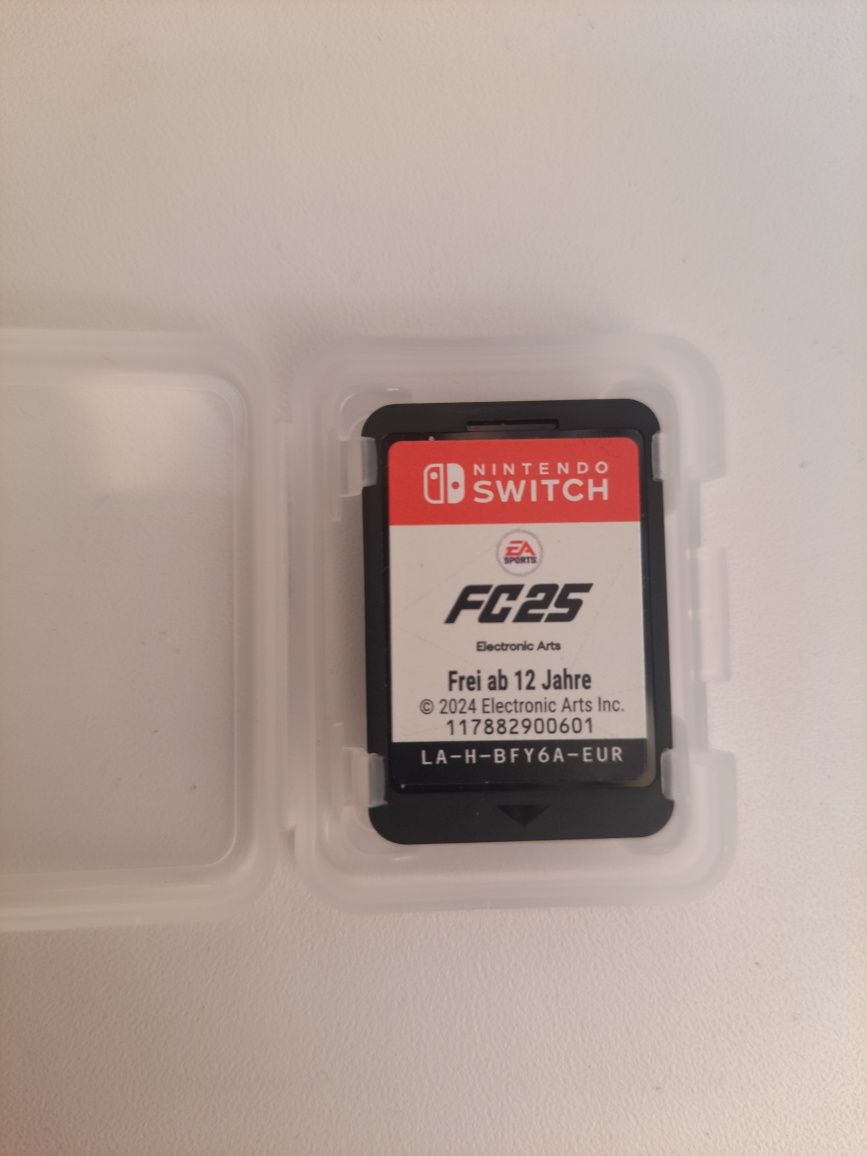 NINTENDO
SWITCH
EA
SPORTS
FC25
Electronic Arts
Frei ab 12 Jahre
© 2024 Electronic Arts Inc.
117882900601
LA-H-BFY6A-EUR